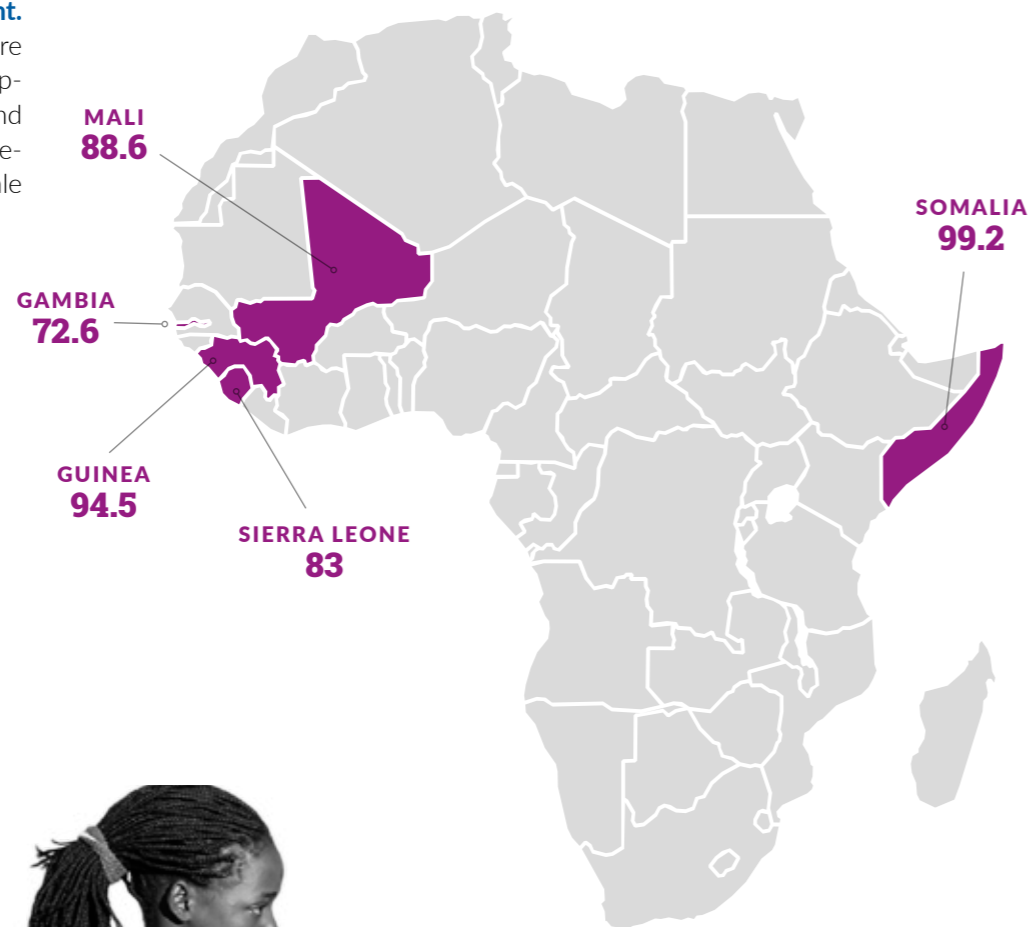 nt.
re
p-
nd
e-
le
MALI
88.6
SOMALIA
99.2
GAMBIA
72.6
GUINEA
94.5
SIERRA LEONE
83